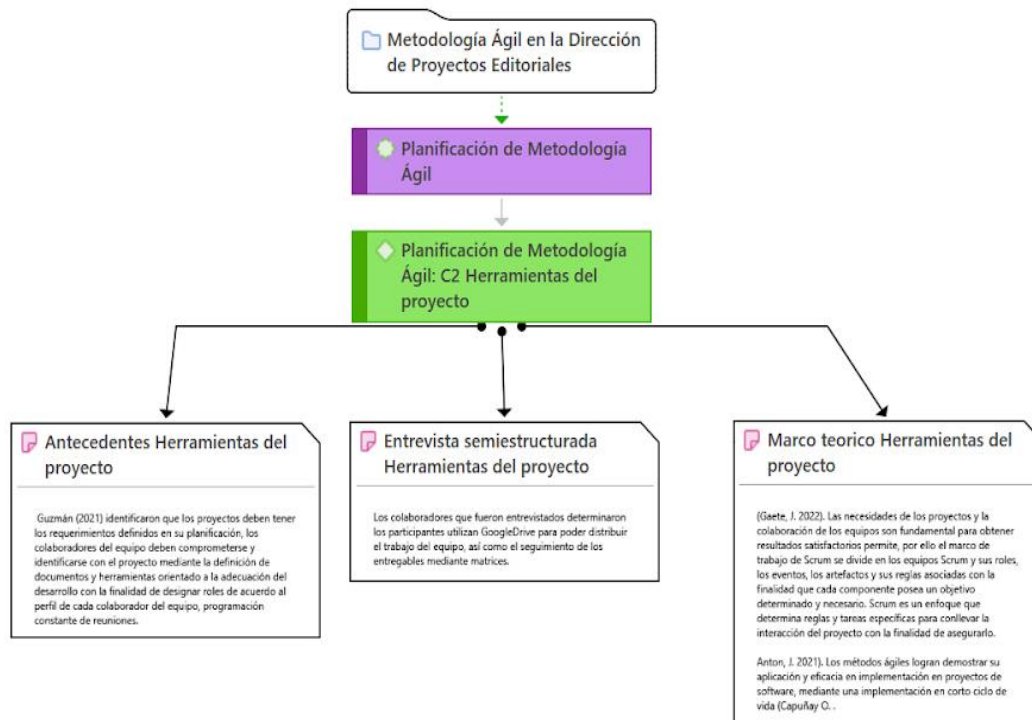 Metodología Ágil en la Dirección
de Proyectos Editoriales
Planificación de Metodología
Ágil
Planificación de Metodología
Ágil: C2 Herramientas del
proyecto
Antecedentes Herramientas del
proyecto
Guzmán (2021) identificaron que los proyectos deben tener
los requerimientos definidos en su planificación, los
colaboradores del equipo deben comprometerse y
identificarse con el proyecto mediante la definición de
documentos y herramientas orientado a la adecuación del
desarrollo con la finalidad de designar roles de acuerdo al
perfil de cada colaborador del equipo, programación
constante de reuniones.
Entrevista semiestructurada
Herramientas del proyecto
Los colaboradores que fueron entrevistados determinaron
los participantes utilizan GoogleDrive para poder distribuir
el trabajo del equipo, así como el seguimiento de los
entregables mediante matrices.
Marco teorico Herramientas del
proyecto
(Gaete, J. 2022). Las necesidades de los proyectos y la
colaboración de los equipos son fundamental para obtener
resultados satisfactorios permite, por ello el marco de
trabajo de Scrum se divide en los equipos Scrum y sus roles,
los eventos, los artefactos y sus reglas asociadas con la
finalidad que cada componente posea un objetivo
determinado y necesario. Scrum es un enfoque que
determina reglas y tareas específicas para conllevar la
interacción del proyecto con la finalidad de asegurarlo.
Anton, J. 2021). Los métodos ágiles logran demostrar su
aplicación y eficacia en implementación en proyectos de
software, mediante una implementación en corto ciclo de
vida (Capuñay O. .